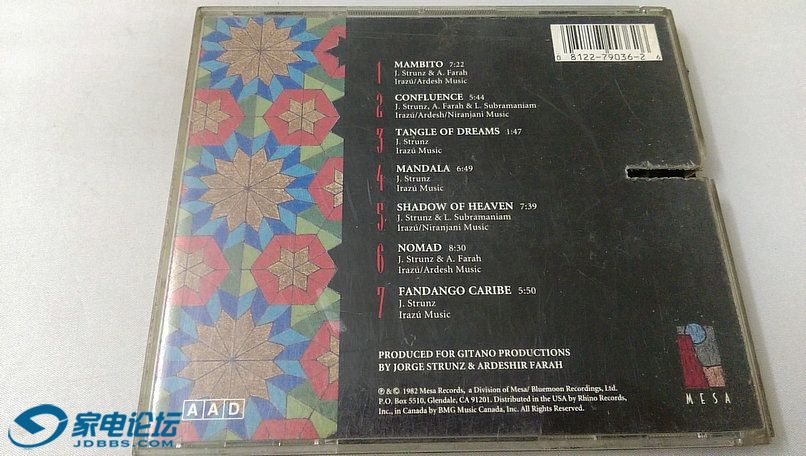 0 8122-79036-2 6
1 MAMBITO 7:22
J. Strunz & A. Farah
Irazú/Ardesh Music
2 CONFLUENCE 5:44
J. Strunz, A. Farah & L. Subramaniam
Irazú/Ardesh/Niranjani Music
3 TANGLE OF DREAMS 1:47
J. Strunz
Irazú Music
4 MANDALA 6:49
J. Strunz
Irazú Music
5 SHADOW OF HEAVEN 7:39
J. Strunz & L. Subramaniam
Irazú/Niranjani Music
6 NOMAD 8:30
J. Strunz & A. Farah
Irazú/Ardesh Music
7 FANDANGO CARIBE 5:50
J. Strunz
Irazú Music
PRODUCED FOR GITANO PRODUCTIONS
BY JORGE STRUNZ & ARDESHIR FARAH
℗ & © 1982 Mesa Records, a Division of Mesa/ Bluemoon Recordings, Ltd.
P.O. Box 5510, Glendale, CA 91201. Distributed in the USA by Rhino Records,
Inc., in Canada by BMG Music Canada, Inc. All Rights Reserved.
MESA
AAD
家电论坛
JDBBS.COM